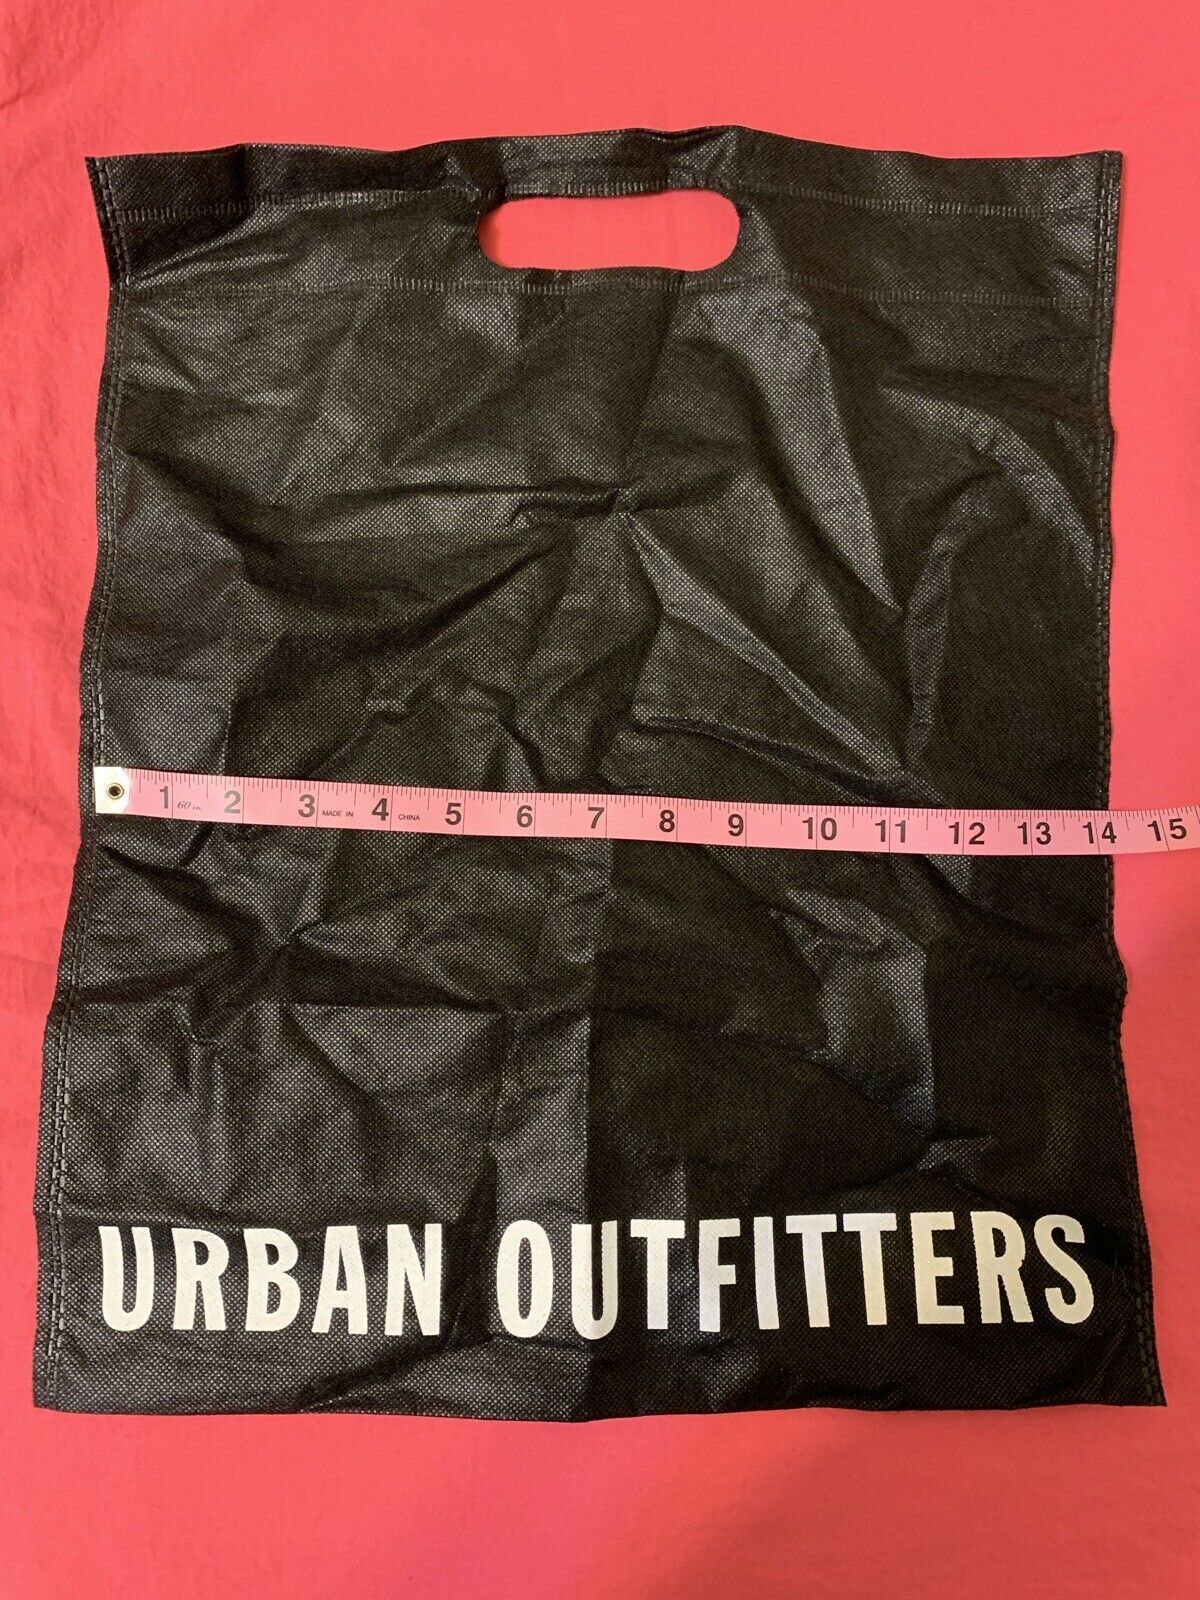 1 60 in 2 3 MADE IN 4 CHINA 5 6 7 8 9 10 11 12 13 14 15
URBAN OUTFITTERS